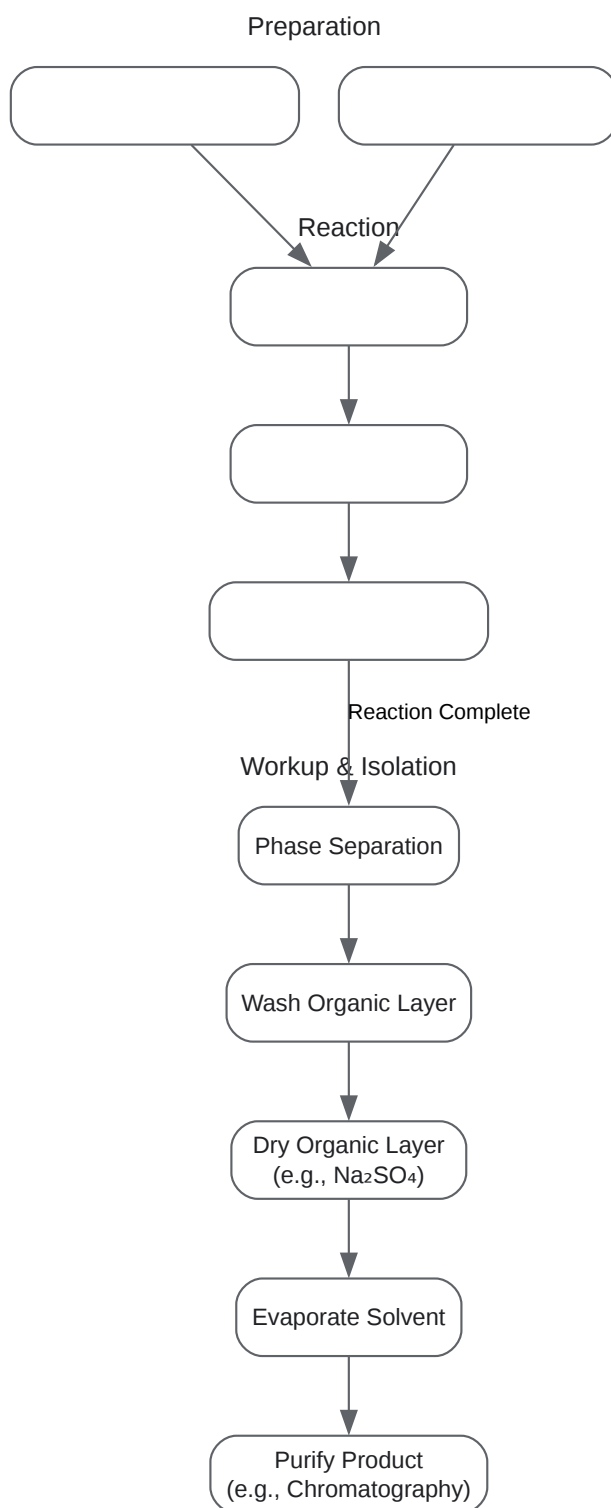 Preparation
Reaction
Reaction Complete
Workup & Isolation
Phase Separation
Wash Organic Layer
Dry Organic Layer
(e.g., Na₂SO₄)
Evaporate Solvent
Purify Product
(e.g., Chromatography)